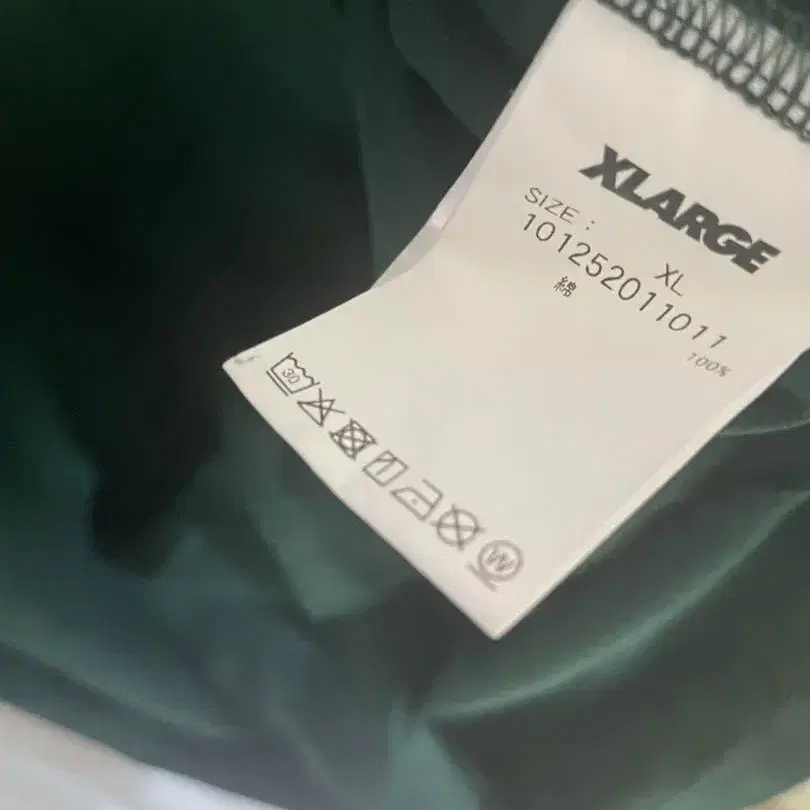 XLARGE
SIZE :
XL
101252011011
綿 100%
30
W